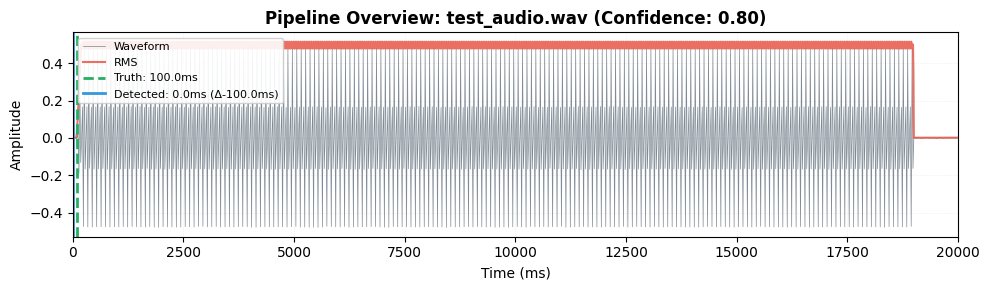 Pipeline Overview: test_audio.wav (Confidence: 0.80)
Waveform
RMS
Truth: 100.0ms
Detected: 0.0ms (Δ-100.0ms)
Amplitude
0.4
0.2
0.0
−0.2
−0.4
0 2500 5000 7500 10000 12500 15000 17500 20000
Time (ms)